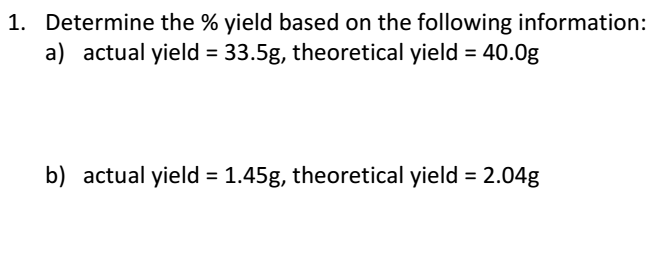 1. Determine the % yield based on the following information:
a) actual yield = 33.5g, theoretical yield = 40.0g
b) actual yield = 1.45g, theoretical yield = 2.04g